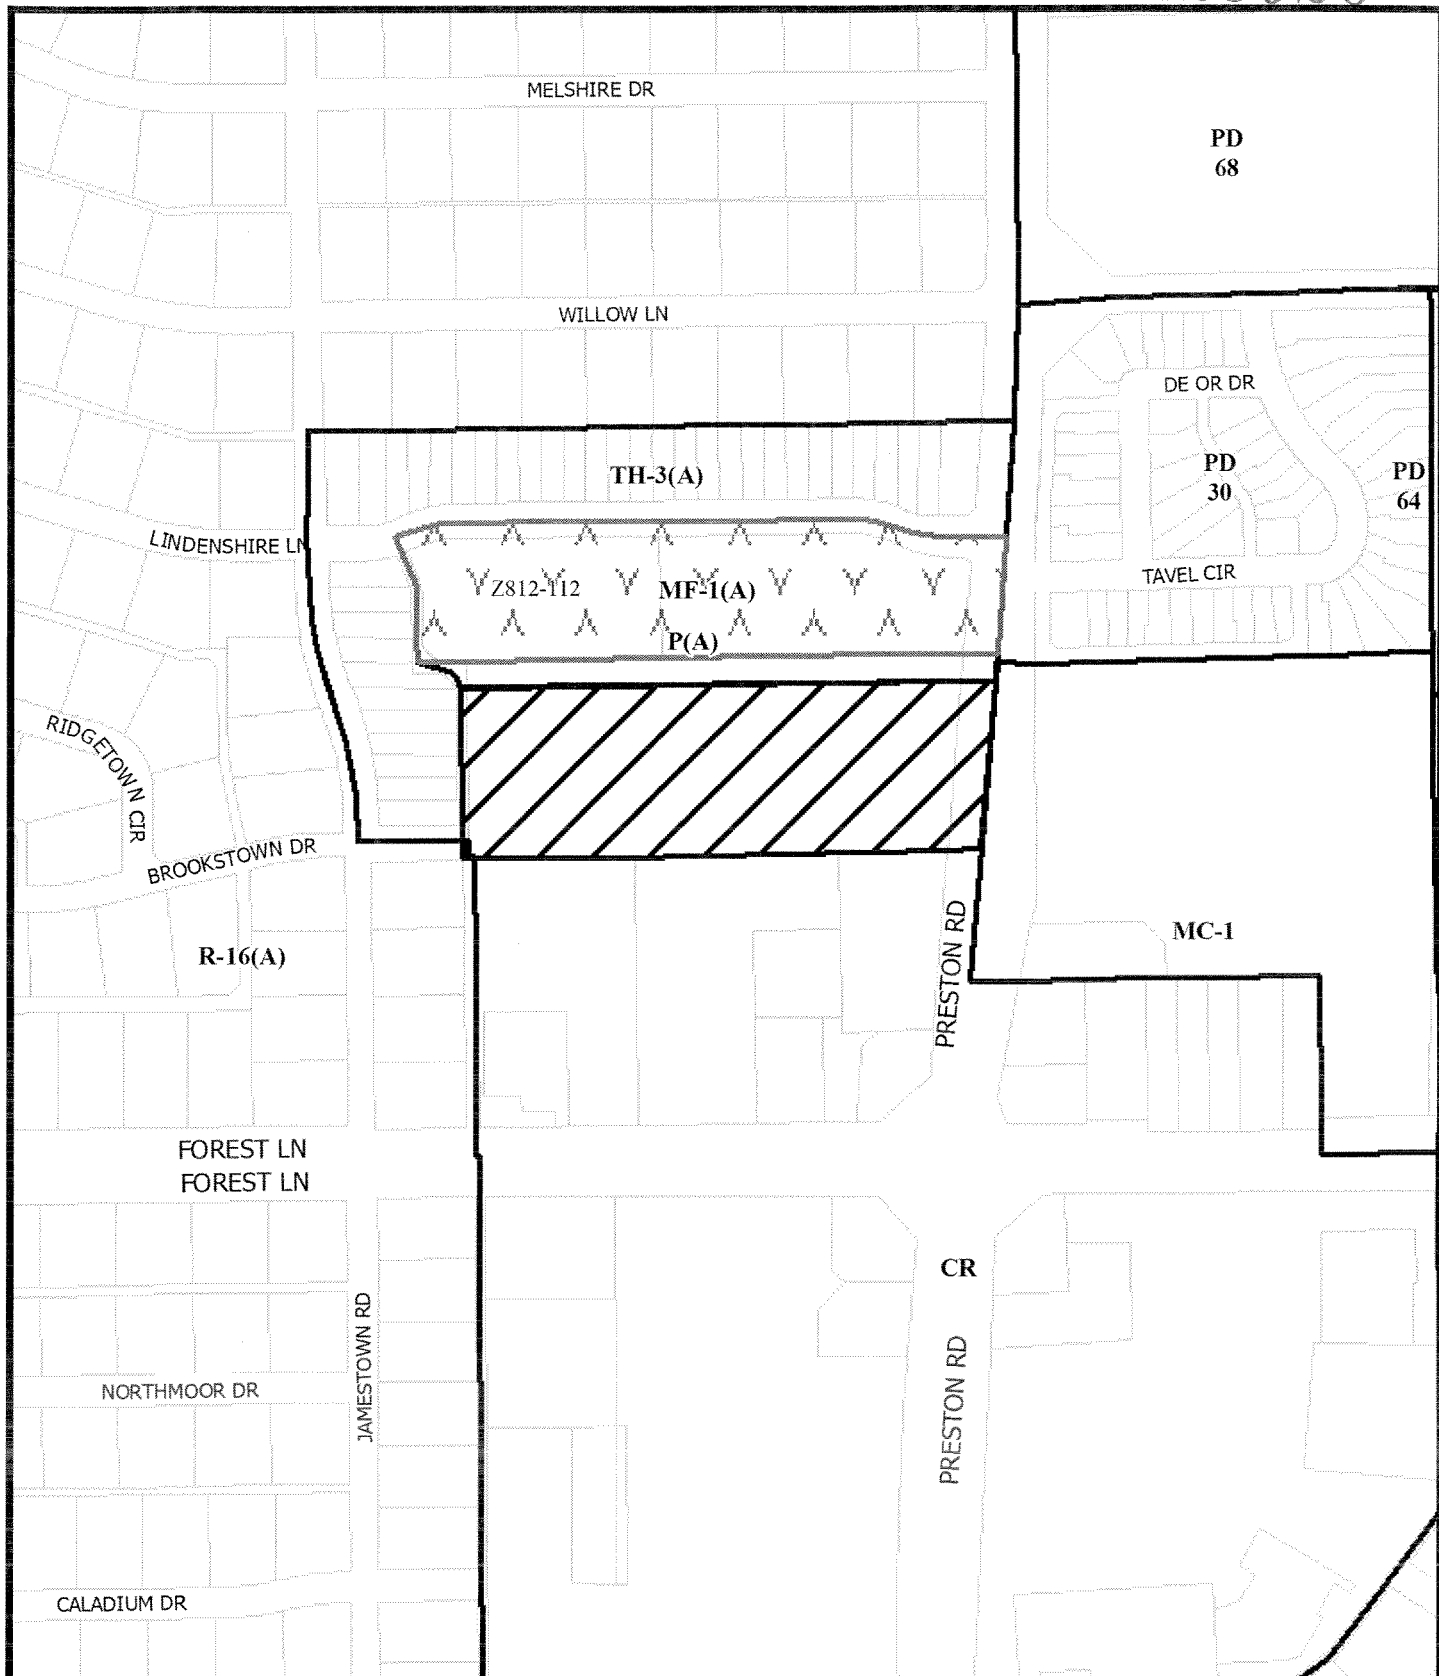 MELSHIRE DR
PD
68
WILLOW LN
DE OR DR
TH-3(A)
PD
30
PD
64
LINDENSHIRE LN
Z812-112
MF-1(A)
TAVEL CIR
P(A)
RIDGETOWN CIR
BROOKSTOWN DR
R-16(A)
PRESTON RD
MC-1
FOREST LN
FOREST LN
CR
JAMESTOWN RD
PRESTON RD
NORTHMOOR DR
CALADIUM DR